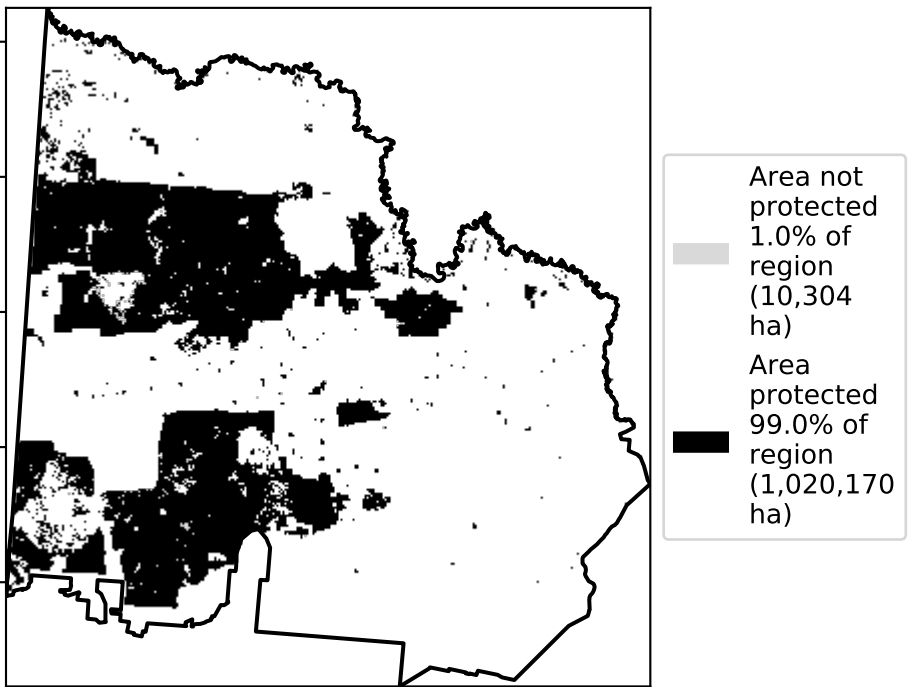 Area not
protected
1.0% of
region
(10,304
ha)
Area
protected
99.0% of
region
(1,020,170
ha)